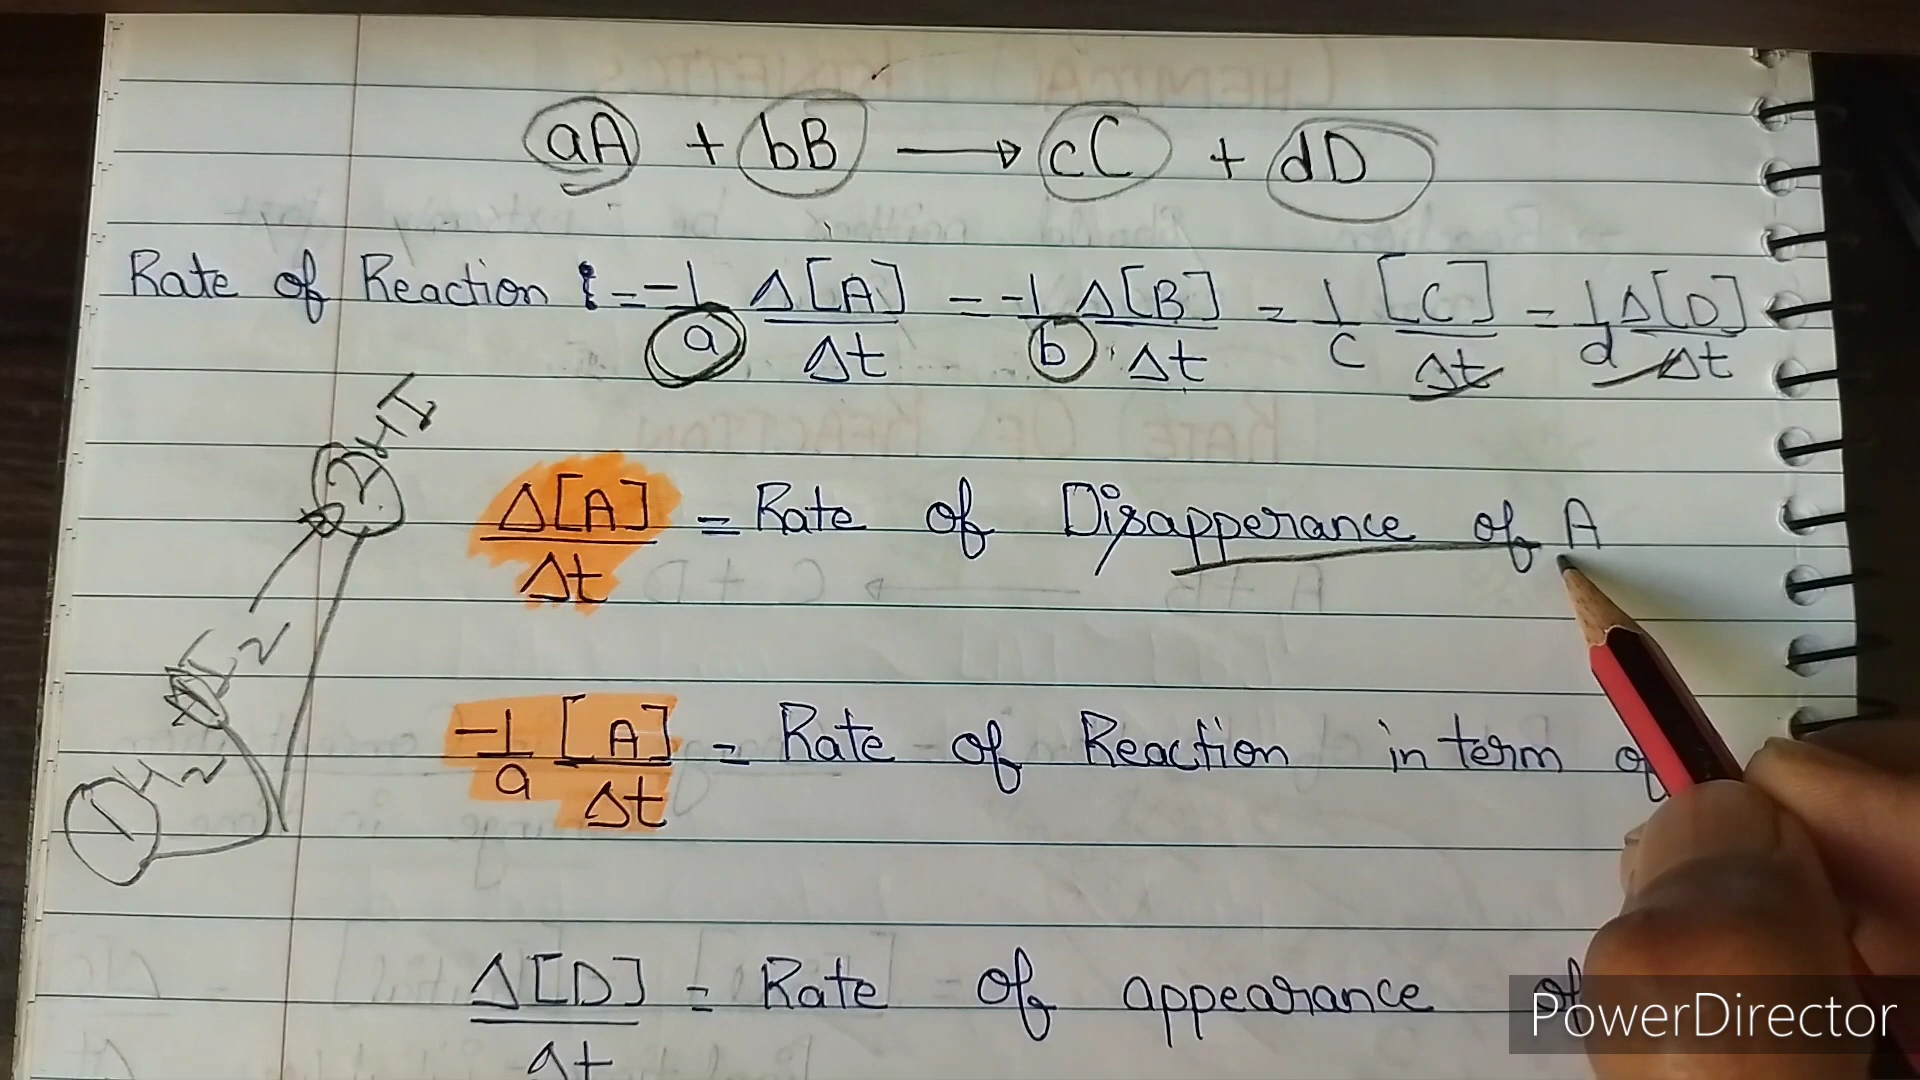 aA + bB → cC + dD
Rate of Reaction := -1/a Δ[A]/Δt = -1/b Δ[B]/Δt = 1/c [C]/Δt = 1/d Δ[D]/Δt
Δ[A]/Δt = Rate of Disapperance of A
-1/a [A]/Δt = Rate of Reaction in term of
Δ[D]/Δt = Rate of appearance of
PowerDirector